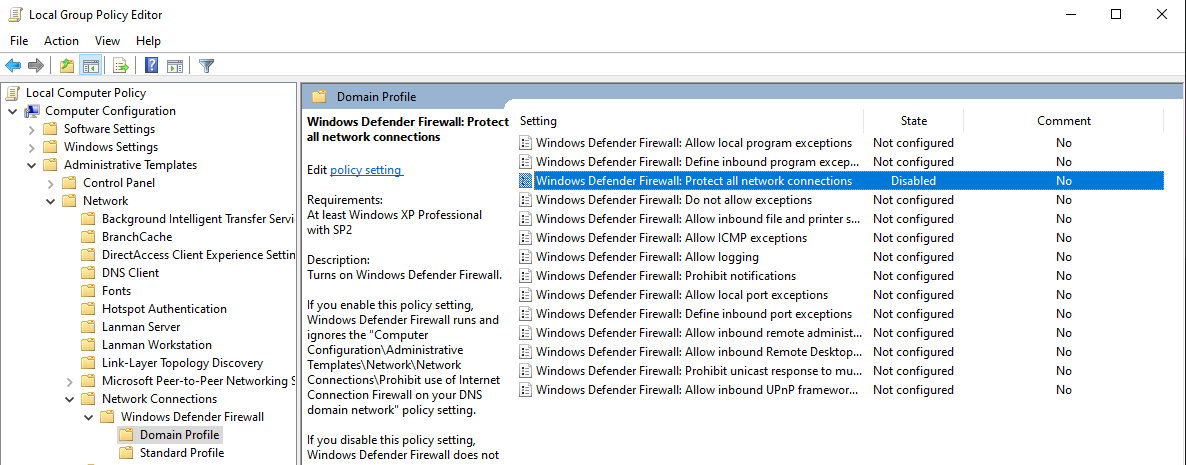 Local Group Policy Editor
File Action View Help
Local Computer Policy
Computer Configuration
Software Settings
Windows Settings
Administrative Templates
Control Panel
Network
Background Intelligent Transfer Servi
BranchCache
DirectAccess Client Experience Settin
DNS Client
Fonts
Hotspot Authentication
Lanman Server
Lanman Workstation
Link-Layer Topology Discovery
Microsoft Peer-to-Peer Networking S
Network Connections
Windows Defender Firewall
Domain Profile
Standard Profile
Domain Profile
Windows Defender Firewall: Protect
all network connections
Edit policy setting
Requirements:
At least Windows XP Professional
with SP2
Description:
Turns on Windows Defender Firewall.
If you enable this policy setting,
Windows Defender Firewall runs and
ignores the "Computer
Configuration\Administrative
Templates\Network\Network
Connections\Prohibit use of Internet
Connection Firewall on your DNS
domain network" policy setting.
If you disable this policy setting,
Windows Defender Firewall does not
Setting State Comment
Windows Defender Firewall: Allow local program exceptions Not configured No
Windows Defender Firewall: Define inbound program excep... Not configured No
Windows Defender Firewall: Protect all network connections Disabled No
Windows Defender Firewall: Do not allow exceptions Not configured No
Windows Defender Firewall: Allow inbound file and printer s... Not configured No
Windows Defender Firewall: Allow ICMP exceptions Not configured No
Windows Defender Firewall: Allow logging Not configured No
Windows Defender Firewall: Prohibit notifications Not configured No
Windows Defender Firewall: Allow local port exceptions Not configured No
Windows Defender Firewall: Define inbound port exceptions Not configured No
Windows Defender Firewall: Allow inbound remote administ... Not configured No
Windows Defender Firewall: Allow inbound Remote Desktop... Not configured No
Windows Defender Firewall: Prohibit unicast response to mu... Not configured No
Windows Defender Firewall: Allow inbound UPnP framewor... Not configured No